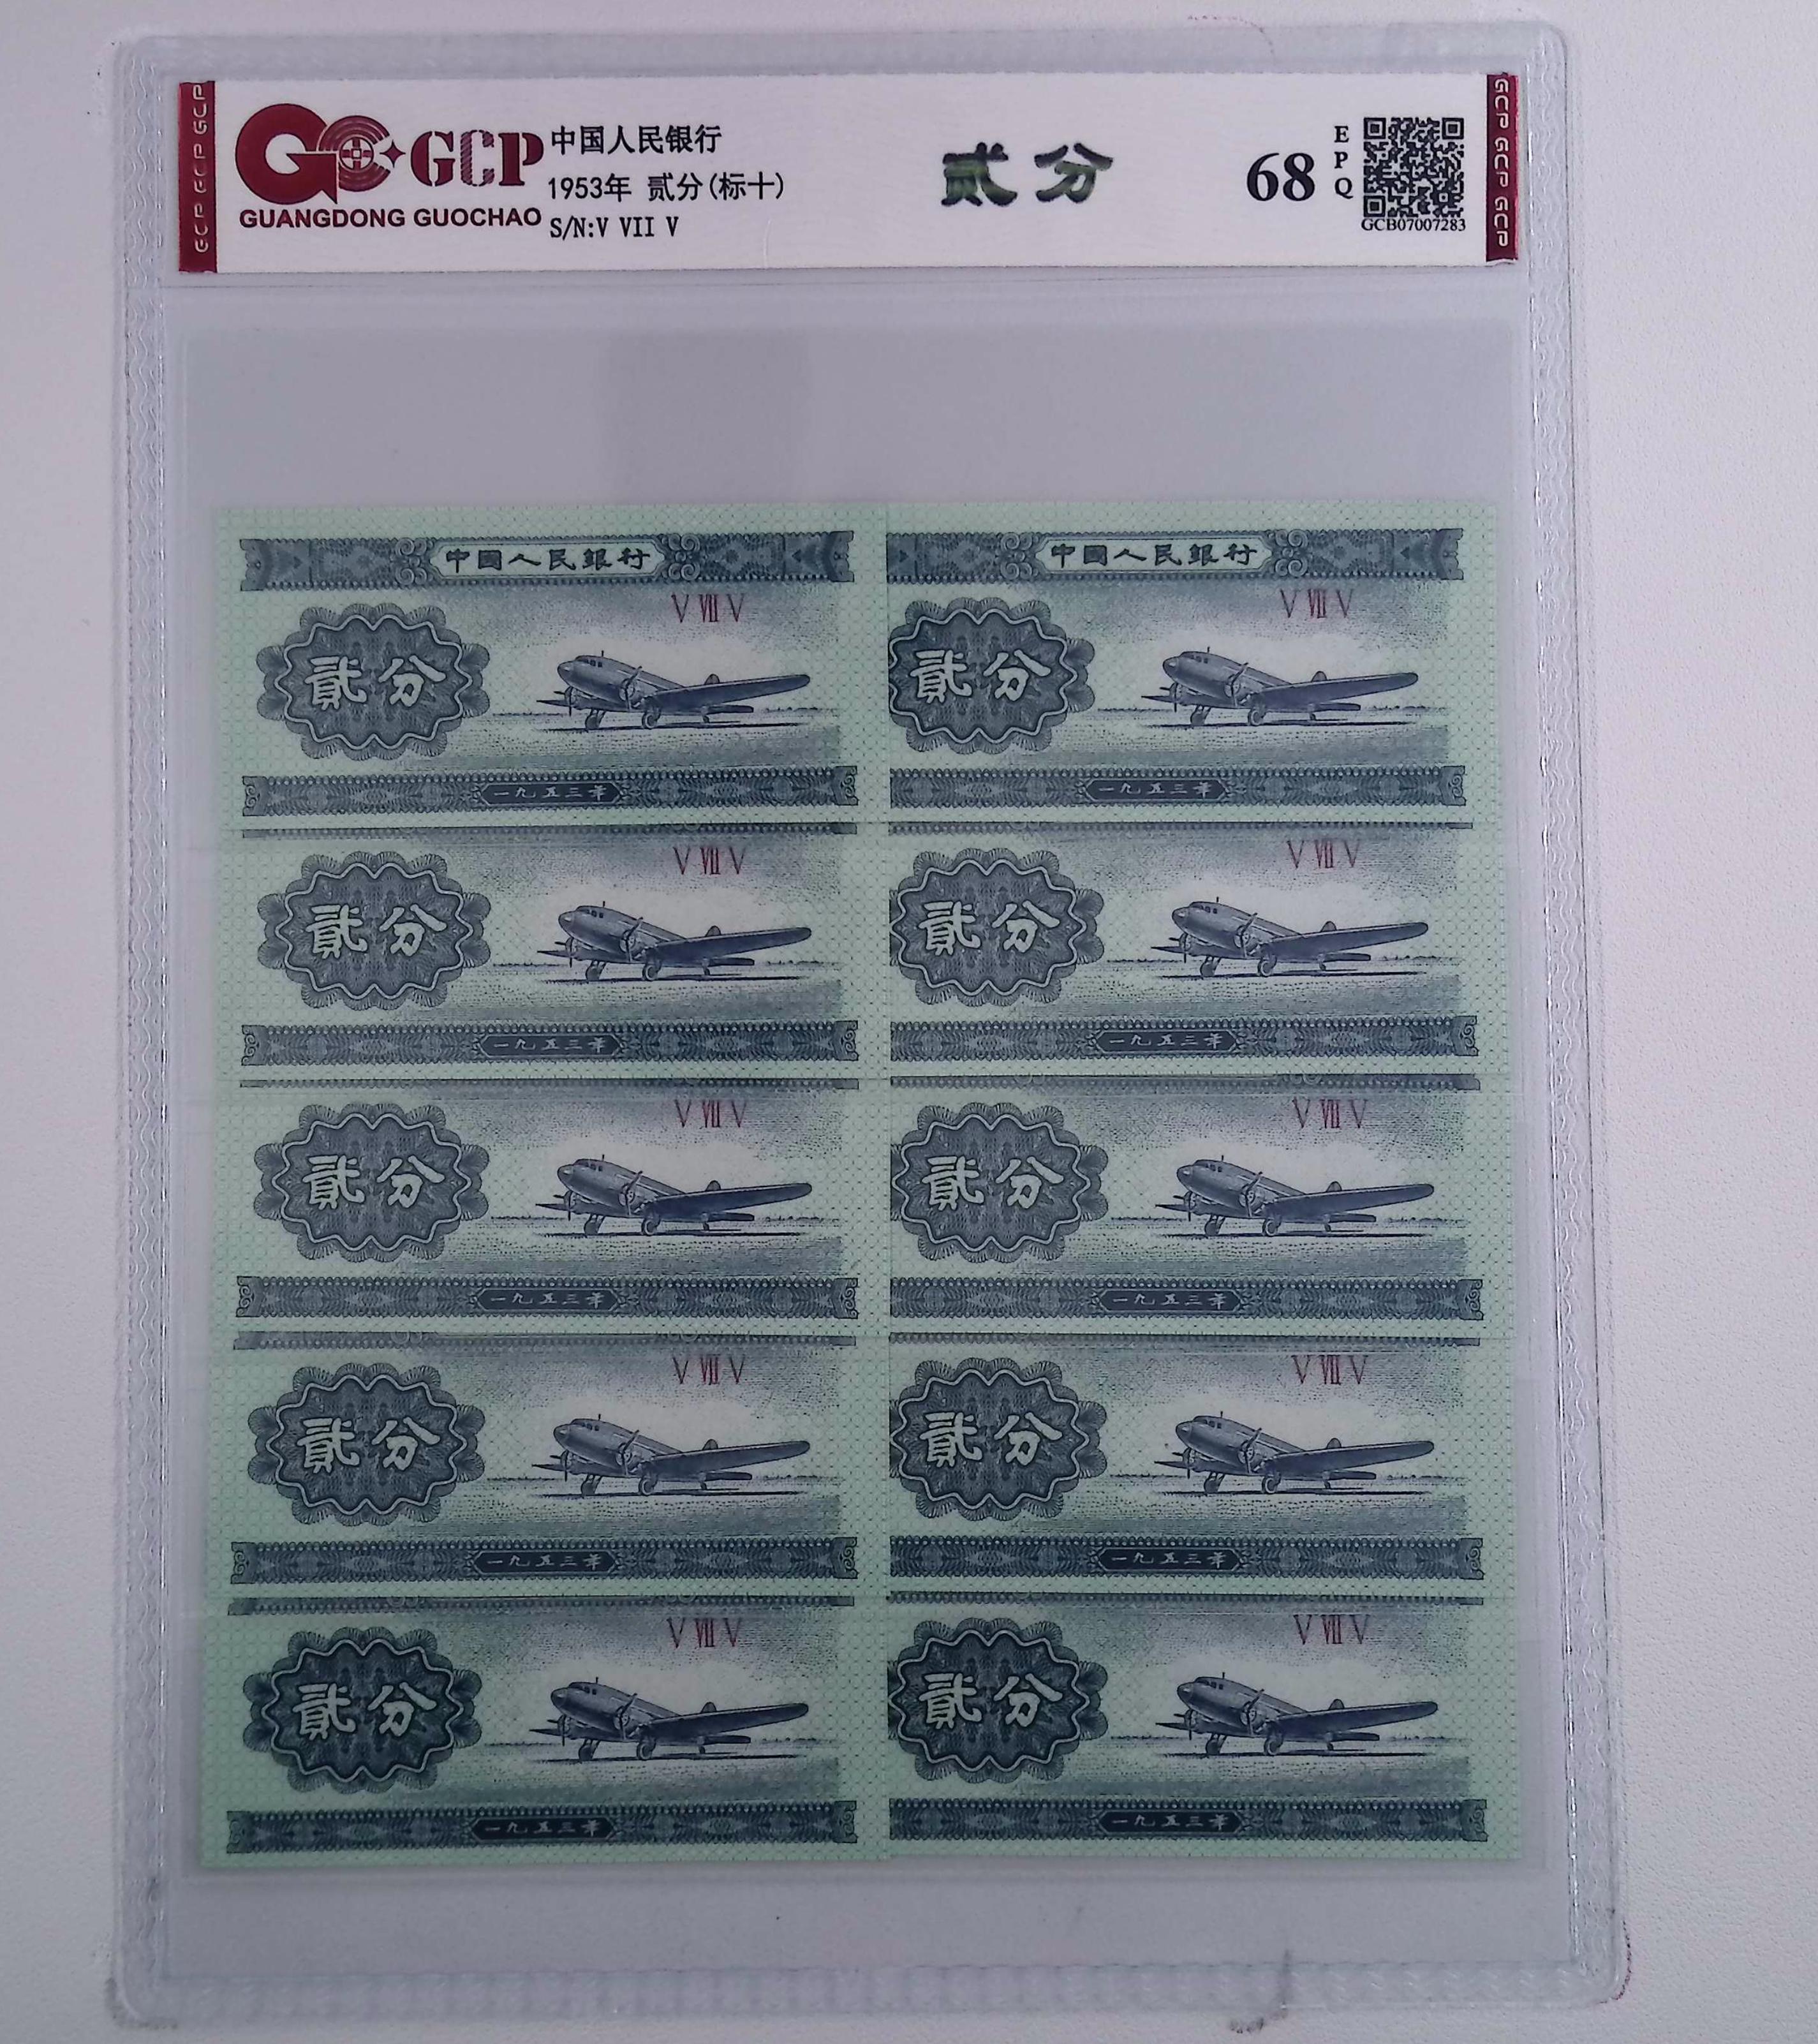 GCP
GUANGDONG GUOCHAO
中国人民银行
1953年 贰分(标十)
S/N:V VII V
贰分
68
EPQ
GCB07007283
GCP GCP GCP
GCP GCP GCP
中國人民銀行
V VII V
貳分
一九五三年
中國人民銀行
V VII V
貳分
一九五三年
V VII V
貳分
一九五三年
V VII V
貳分
一九五三年
V VII V
貳分
一九五三年
V VII V
貳分
一九五三年
V VII V
貳分
一九五三年
V VII V
貳分
一九五三年
V VII V
貳分
一九五三年
V VII V
貳分
一九五三年